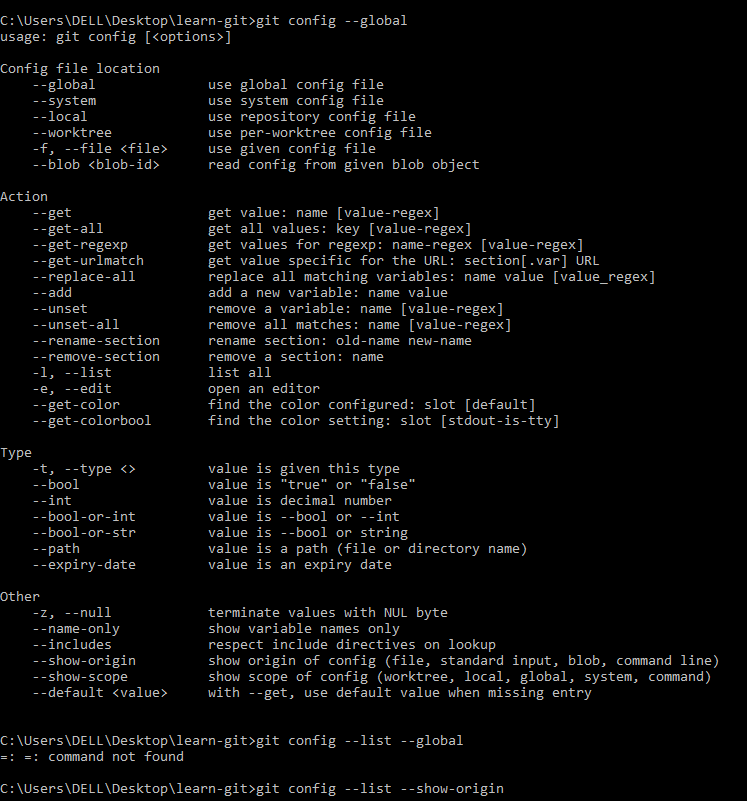 C:\Users\DELL\Desktop\learn-git>git config --global
usage: git config [<options>]
Config file location
--global use global config file
--system use system config file
--local use repository config file
--worktree use per-worktree config file
-f, --file <file> use given config file
--blob <blob-id> read config from given blob object
Action
--get get value: name [value-regex]
--get-all get all values: key [value-regex]
--get-regexp get values for regexp: name-regex [value-regex]
--get-urlmatch get value specific for the URL: section[.var] URL
--replace-all replace all matching variables: name value [value_regex]
--add add a new variable: name value
--unset remove a variable: name [value-regex]
--unset-all remove all matches: name [value-regex]
--rename-section rename section: old-name new-name
--remove-section remove a section: name
-l, --list list all
-e, --edit open an editor
--get-color find the color configured: slot [default]
--get-colorbool find the color setting: slot [stdout-is-tty]
Type
-t, --type <> value is given this type
--bool value is "true" or "false"
--int value is decimal number
--bool-or-int value is --bool or --int
--bool-or-str value is --bool or string
--path value is a path (file or directory name)
--expiry-date value is an expiry date
Other
-z, --null terminate values with NUL byte
--name-only show variable names only
--includes respect include directives on lookup
--show-origin show origin of config (file, standard input, blob, command line)
--show-scope show scope of config (worktree, local, global, system, command)
--default <value> with --get, use default value when missing entry
C:\Users\DELL\Desktop\learn-git>git config --list --global
=: =: command not found
C:\Users\DELL\Desktop\learn-git>git config --list --show-origin